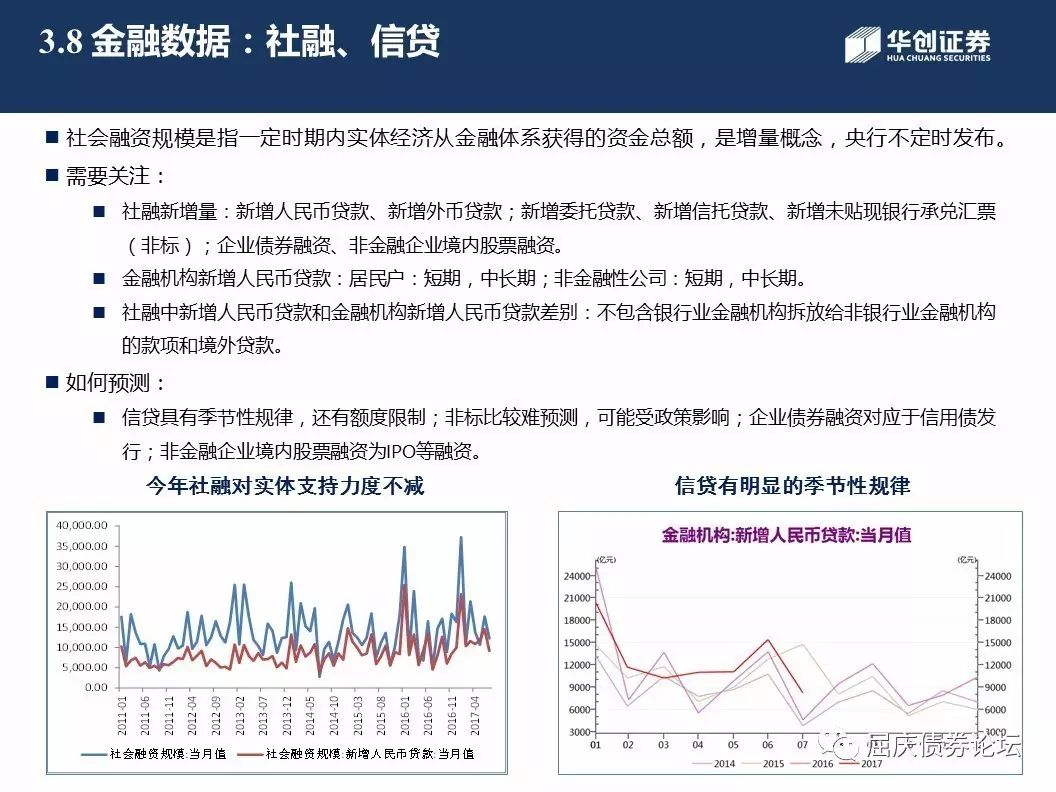 3.8 金融数据：社融、信贷
华创证券
HUA CHUANG SECURITIES
■ 社会融资规模是指一定时期内实体经济从金融体系获得的资金总额，是增量概念，央行不定时发布。
■ 需要关注：
■ 社融新增量：新增人民币贷款、新增外币贷款；新增委托贷款、新增信托贷款、新增未贴现银行承兑汇票
（非标）；企业债券融资、非金融企业境内股票融资。
■ 金融机构新增人民币贷款：居民户：短期，中长期；非金融性公司：短期，中长期。
■ 社融中新增人民币贷款和金融机构新增人民币贷款差别：不包含银行业金融机构拆放给非银行业金融机构
的款项和境外贷款。
■ 如何预测：
■ 信贷具有季节性规律，还有额度限制；非标比较难预测，可能受政策影响；企业债券融资对应于信用债发
行；非金融企业境内股票融资为IPO等融资。
今年社融对实体支持力度不减
40,000.00
35,000.00
30,000.00
25,000.00
20,000.00
15,000.00
10,000.00
5,000.00
0.00
2011-01 2011-06 2011-11 2012-04 2012-09 2013-02 2013-07 2013-12 2014-05 2014-10 2015-03 2015-08 2016-01 2016-06 2016-11 2017-04
社会融资规模:当月值 社会融资规模:新增人民币贷款:当月值
信贷有明显的季节性规律
金融机构:新增人民币贷款:当月值
(亿元) (亿元)
24000 24000
21000 21000
18000 18000
15000 15000
12000 12000
9000 9000
6000 6000
3000 3000
01 02 03 04 05 06 07
2014 2015 2016 2017
屈庆债券论坛